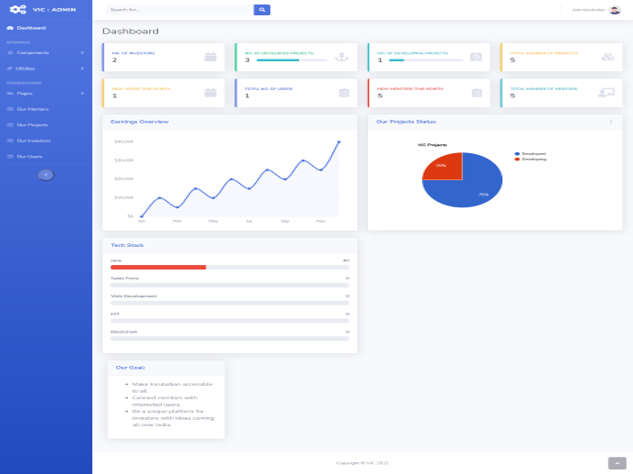 VIC : ADMIN
Search for...
Administrator
Dashboard
Dashboard
INTERFACE
Components
Utilities
Pages
Our Mentors
Our Projects
Our Investors
Our Users
NO. OF INVESTORS
2
NO. OF DEVELOPED PROJECTS
3
NO. OF DEVELOPING PROJECTS
1
TOTAL NUMBER OF PROJECTS
5
NEW USERS THIS MONTH
1
TOTAL NO. OF USERS
1
NEW MENTORS THIS MONTH
5
TOTAL NUMBER OF MENTORS
5
Earnings Overview
$40,000
$30,000
$20,000
$10,000
$0
Jan
Mar
May
Jul
Sep
Nov
Our Projects Status
VIC Projects
Developed
Developing
25%
75%
Tech Stack
Java
40
Sales Force
0
Web Development
0
IOT
0
Blockchain
0
Our Goal:
• Make Incubation accessible
to all.
• Connect mentors with
interested users.
• Be a unique platform for
investors with ideas coming
all over India.
Copyright © VIC 2022